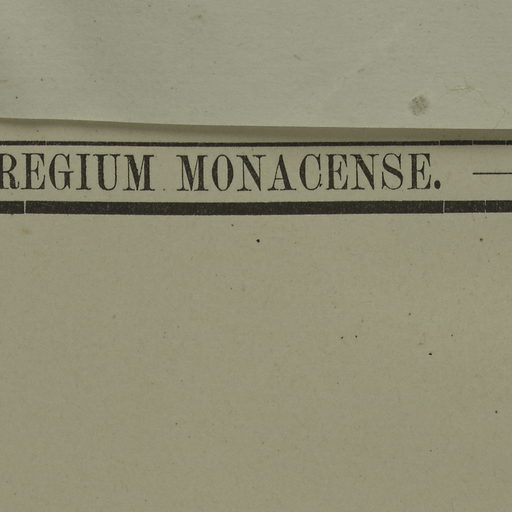 REGIUM MONACENSE. —